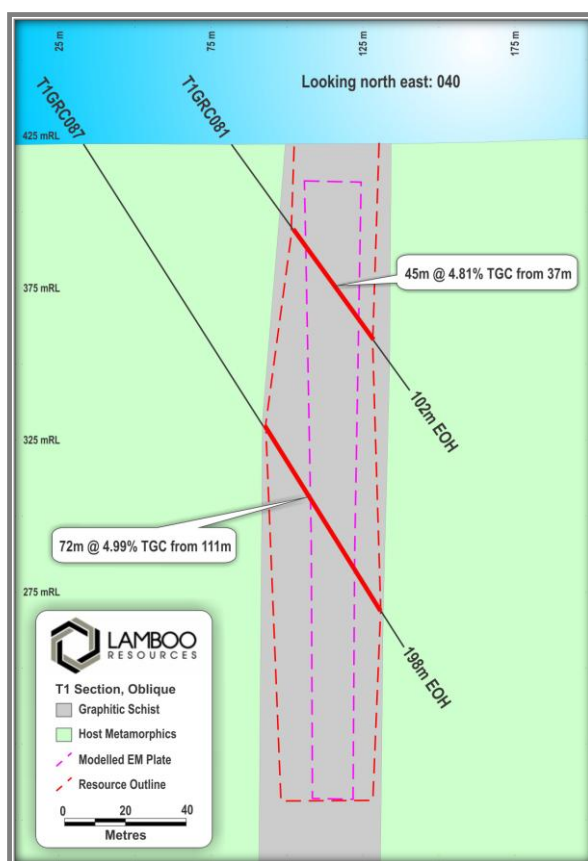 25 m
75 m
125 m
175 m
Looking north east: 040
T1GRC087
T1GRC081
425 mRL
45m @ 4.81% TGC from 37m
375 mRL
102m EOH
325 mRL
72m @ 4.99% TGC from 111m
275 mRL
198m EOH
LAMBOO
RESOURCES
T1 Section, Oblique
Graphitic Schist
Host Metamorphics
Modelled EM Plate
Resource Outline
0 20 40
Metres